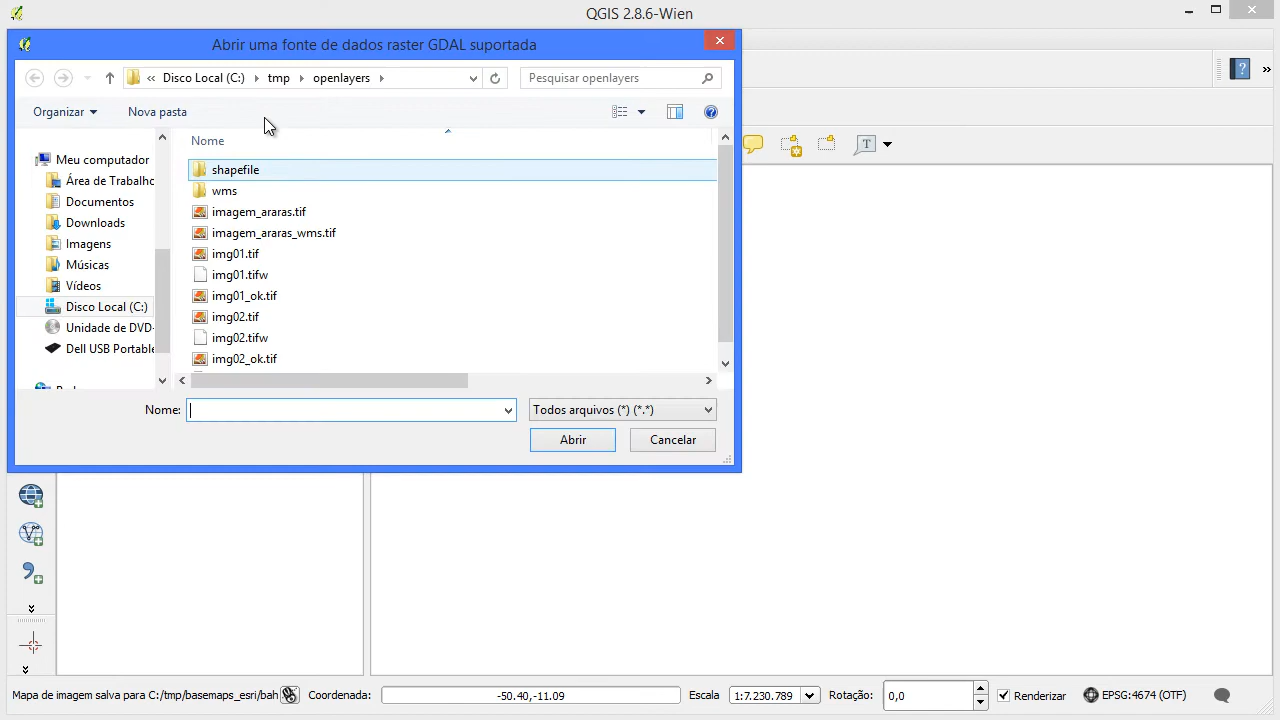 QGIS 2.8.6-Wien
Abrir uma fonte de dados raster GDAL suportada
Disco Local (C:) tmp openlayers
Pesquisar openlayers
Organizar
Nova pasta
Nome
Meu computador
Área de Trabalho
Documentos
Downloads
Imagens
Músicas
Vídeos
Disco Local (C:)
Unidade de DVD-
Dell USB Portable
shapefile
wms
imagem_araras.tif
imagem_araras_wms.tif
img01.tif
img01.tifw
img01_ok.tif
img02.tif
img02.tifw
img02_ok.tif
Nome:
Todos arquivos (*) (*.*)
Abrir
Cancelar
T
Mapa de imagem salva para C:/tmp/basemaps_esri/bah
Coordenada:
-50.40,-11.09
Escala
1:7.230.789
Rotação:
0,0
Renderizar
EPSG:4674 (OTF)